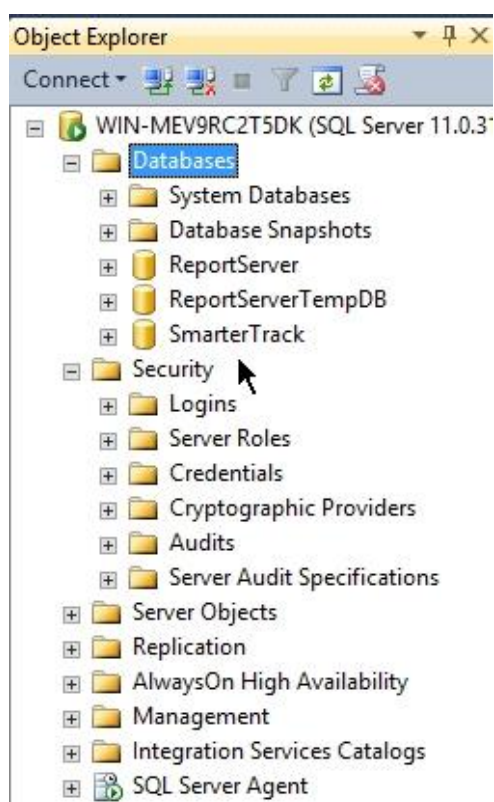 Object Explorer
Connect
WIN-MEV9RC2T5DK (SQL Server 11.0.31
Databases
System Databases
Database Snapshots
ReportServer
ReportServerTempDB
SmarterTrack
Security
Logins
Server Roles
Credentials
Cryptographic Providers
Audits
Server Audit Specifications
Server Objects
Replication
AlwaysOn High Availability
Management
Integration Services Catalogs
SQL Server Agent